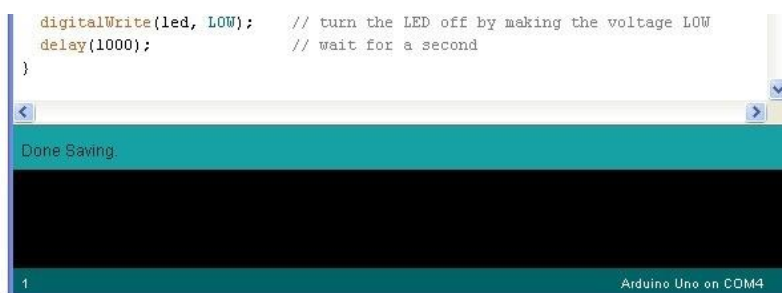 digitalWrite(led, LOW);    // turn the LED off by making the voltage LOW
delay(1000);               // wait for a second
}
Done Saving.
1 Arduino Uno on COM4